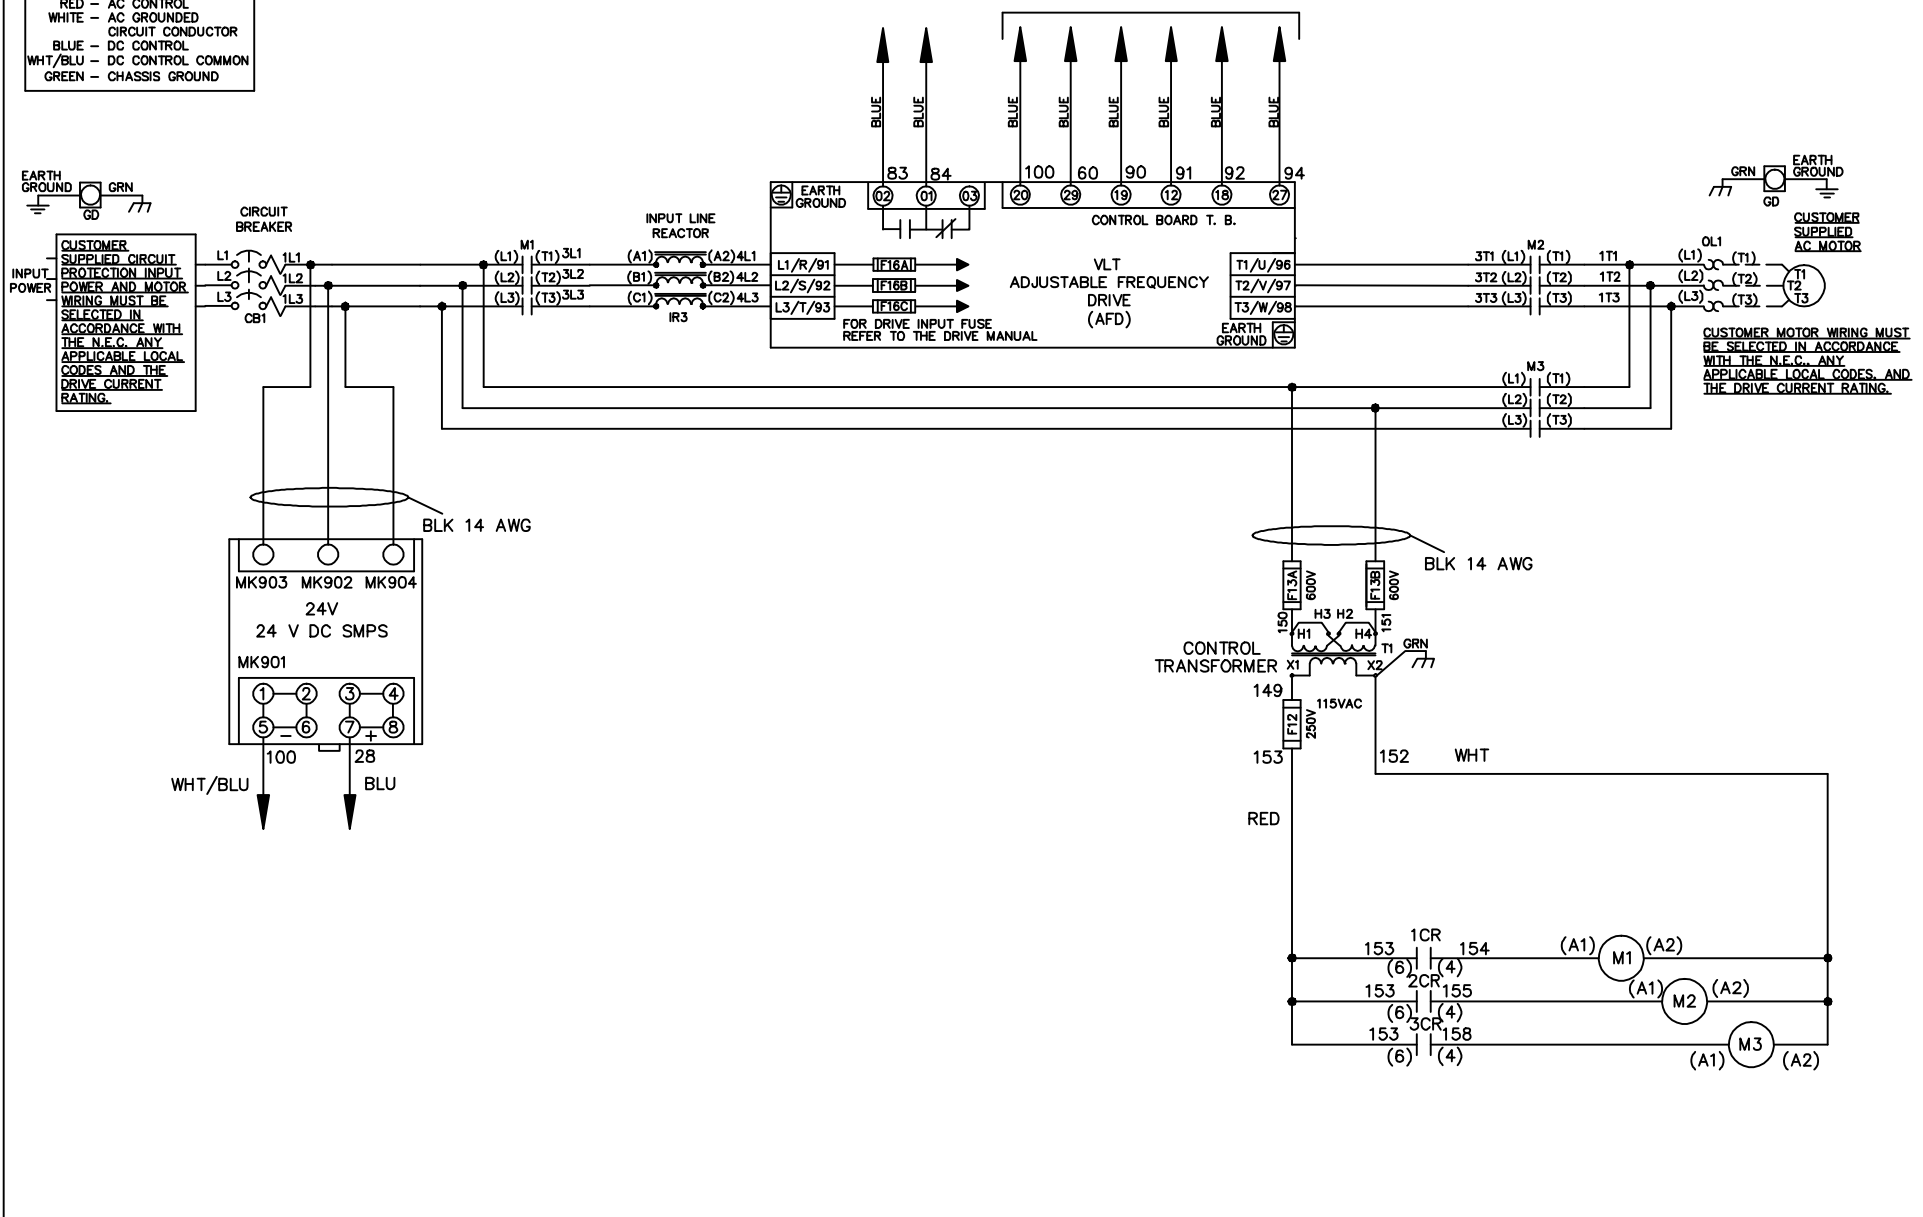 RED – AC CONTROL
WHITE – AC GROUNDED
CIRCUIT CONDUCTOR
BLUE – DC CONTROL
WHT/BLU – DC CONTROL COMMON
GREEN – CHASSIS GROUND
BLUE
BLUE
BLUE
BLUE
BLUE
BLUE
BLUE
BLUE
83
84
100
60
90
91
92
94
02
01
03
20
29
19
12
18
27
EARTH
GROUND
CONTROL BOARD T. B.
EARTH
GROUND
GRN
GD
CIRCUIT
BREAKER
INPUT
POWER
CUSTOMER
SUPPLIED CIRCUIT
PROTECTION INPUT
POWER AND MOTOR
WIRING MUST BE
SELECTED IN
ACCORDANCE WITH
THE N.E.C. ANY
APPLICABLE LOCAL
CODES AND THE
DRIVE CURRENT
RATING.
L1
L2
L3
1L1
1L2
1L3
CB1
M1
(L1) (T1) 3L1
(L2) (T2) 3L2
(L3) (T3) 3L3
INPUT LINE
REACTOR
(A1) (A2) 4L1
(B1) (B2) 4L2
(C1) (C2) 4L3
IR3
L1/R/91
L2/S/92
L3/T/93
F16A
F16B
F16C
FOR DRIVE INPUT FUSE
REFER TO THE DRIVE MANUAL
VLT
ADJUSTABLE FREQUENCY
DRIVE
(AFD)
T1/U/96
T2/V/97
T3/W/98
EARTH
GROUND
M2
3T1 (L1) (T1) 1T1
3T2 (L2) (T2) 1T2
3T3 (L3) (T3) 1T3
OL1
(L1) (T1)
(L2) (T2)
(L3) (T3)
T1
T2
T3
GRN
EARTH
GROUND
GD
CUSTOMER
SUPPLIED
AC MOTOR
CUSTOMER MOTOR WIRING MUST
BE SELECTED IN ACCORDANCE
WITH THE N.E.C., ANY
APPLICABLE LOCAL CODES, AND
THE DRIVE CURRENT RATING.
M3
(L1) (T1)
(L2) (T2)
(L3) (T3)
BLK 14 AWG
MK903 MK902 MK904
24V
24 V DC SMPS
MK901
1 2 3 4
5 6 7 8
– +
100
28
WHT/BLU
BLU
BLK 14 AWG
F13A
600V
F13B
600V
150
151
H3 H2
H1 H4
T1
GRN
CONTROL
TRANSFORMER
X1 X2
149
115VAC
F12
250V
153
152
WHT
RED
1CR
153 154
(6) (4)
(A1) M1 (A2)
2CR
153 155
(6) (4)
(A1) M2 (A2)
3CR
153 158
(6) (4)
(A1) M3 (A2)